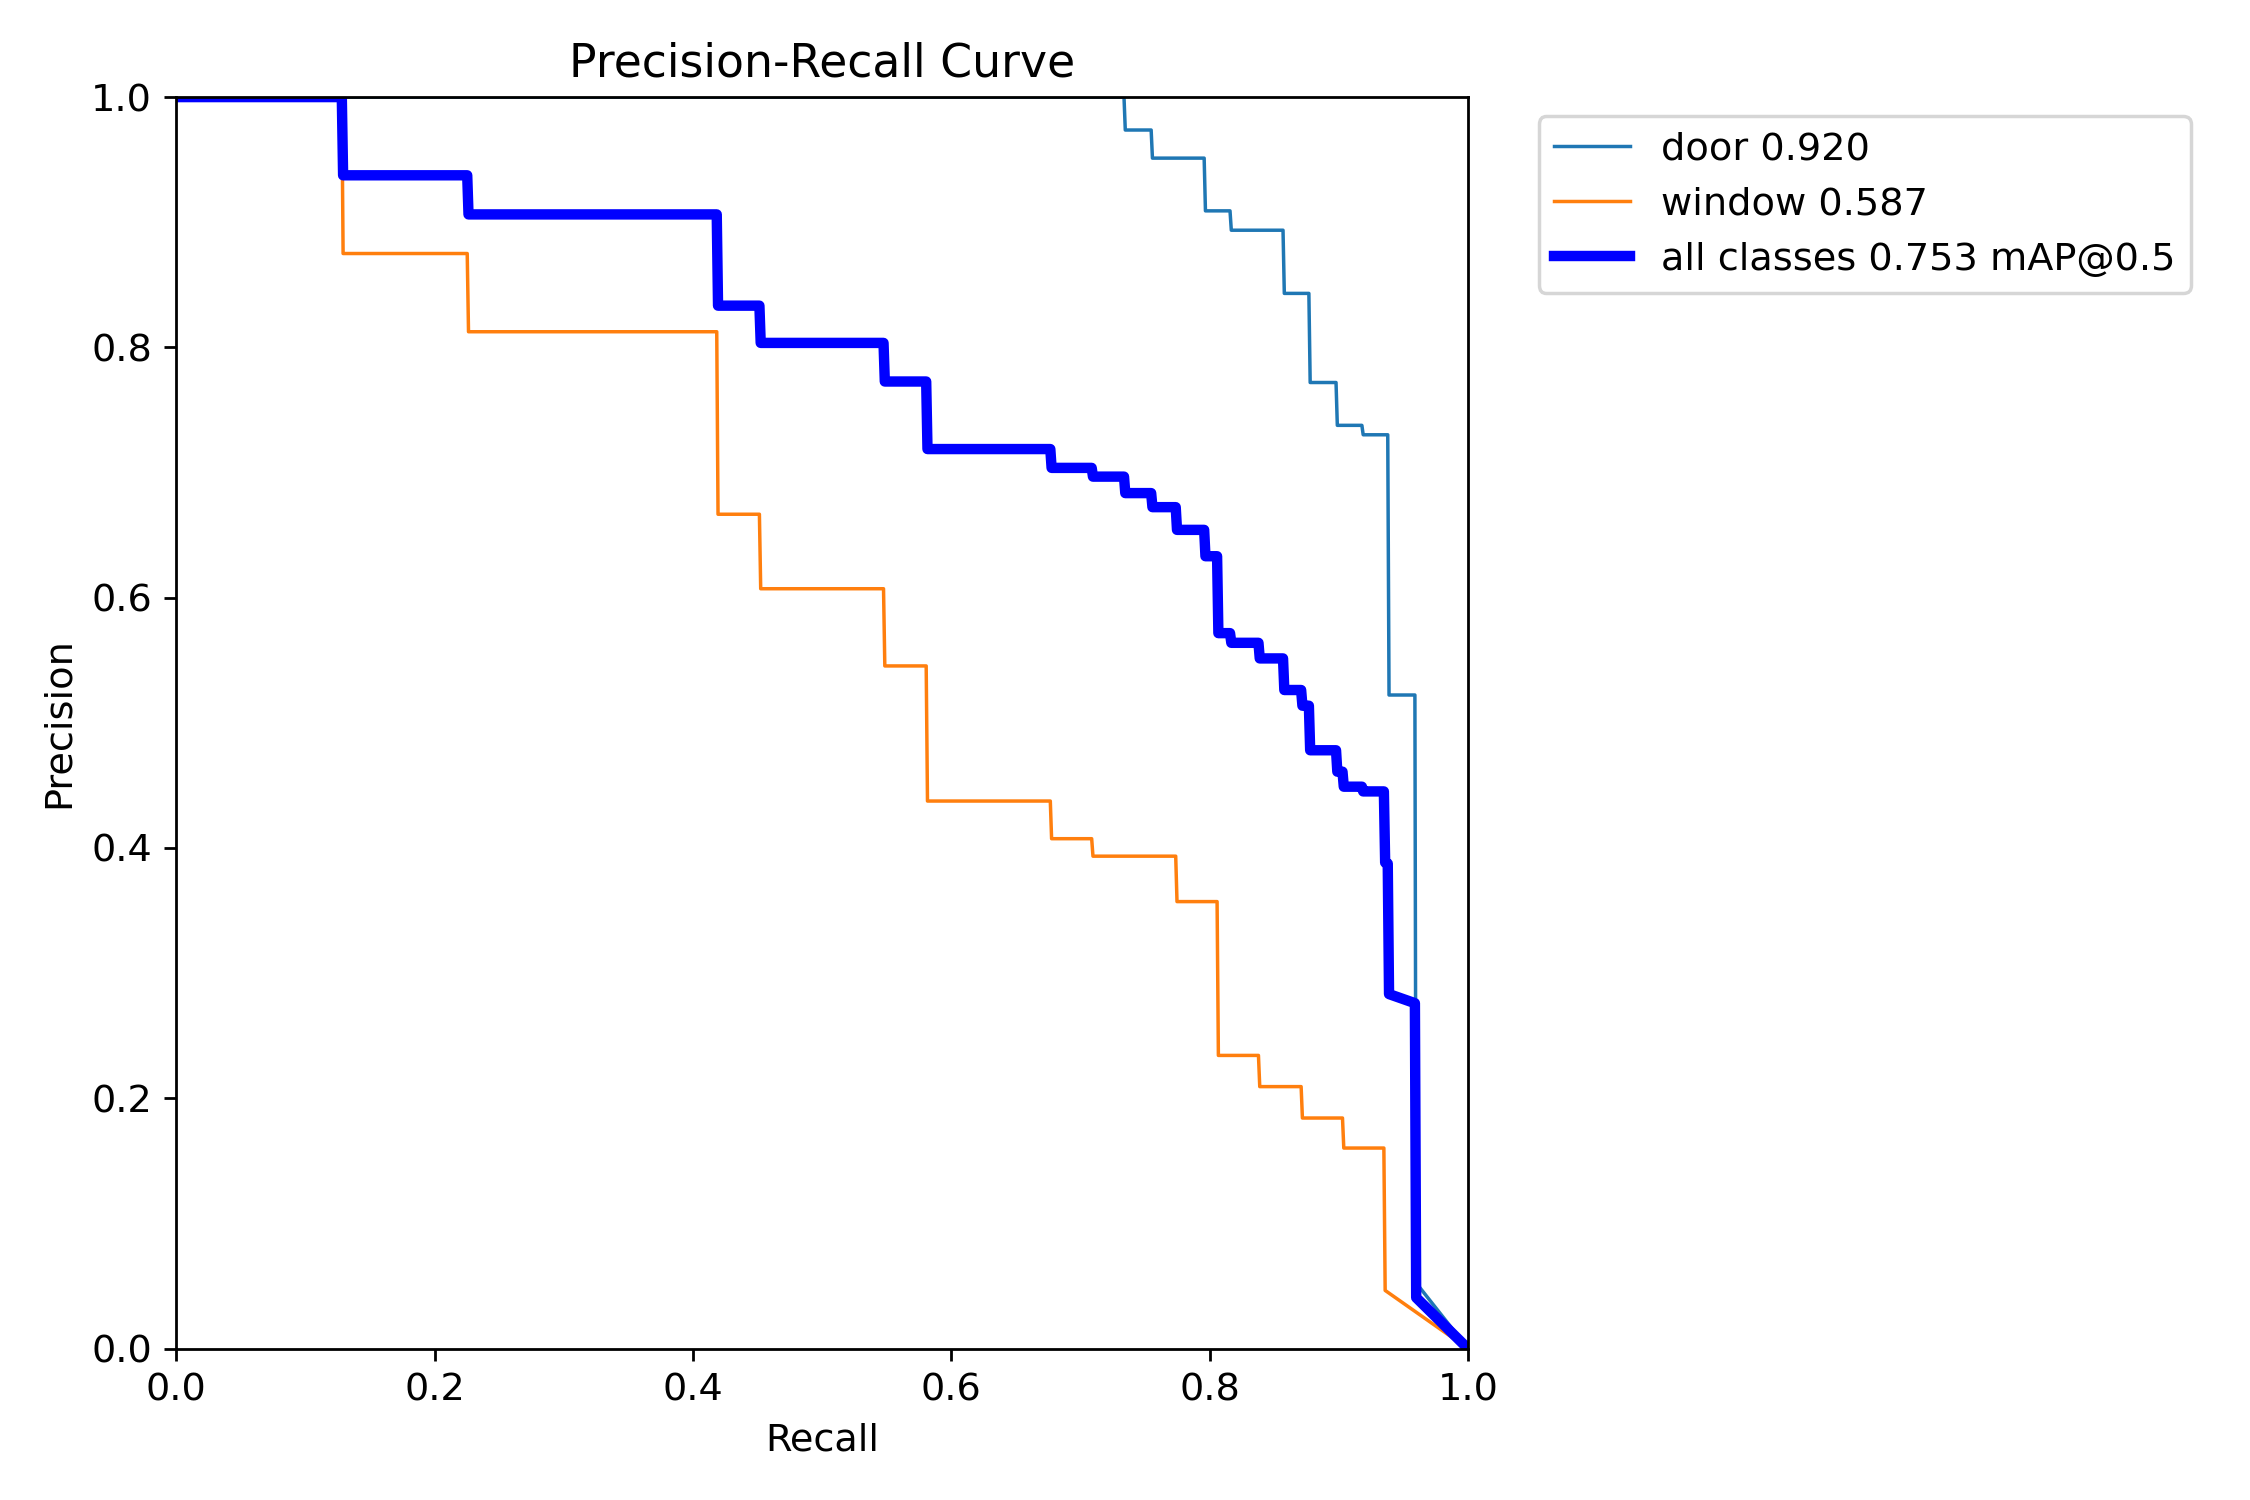 Precision-Recall Curve
1.0
0.8
0.6
0.4
0.2
0.0
Precision
0.0 0.2 0.4 0.6 0.8 1.0
Recall
door 0.920
window 0.587
all classes 0.753 mAP@0.5